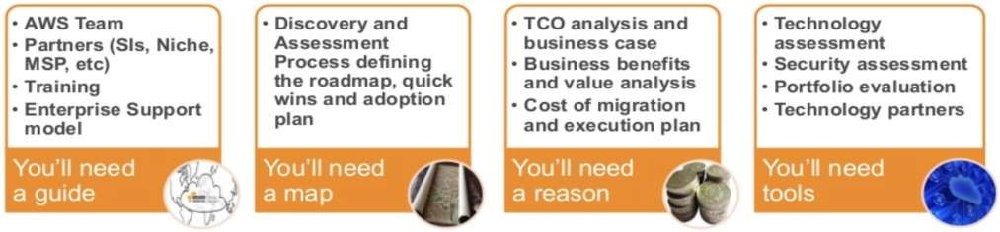 • AWS Team
• Partners (SIs, Niche,
MSP, etc)
• Training
• Enterprise Support
model
You'll need
a guide
• Discovery and
Assessment
Process defining
the roadmap, quick
wins and adoption
plan
You'll need
a map
• TCO analysis and
business case
• Business benefits
and value analysis
• Cost of migration
and execution plan
You'll need
a reason
• Technology
assessment
• Security assessment
• Portfolio evaluation
• Technology partners
You'll need
tools